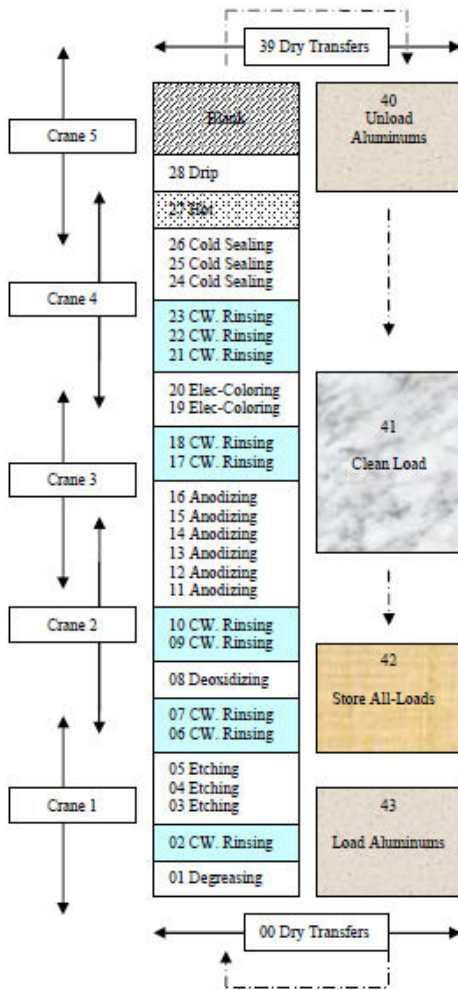 39 Dry Transfers
Crane 5
Crane 4
Crane 3
Crane 2
Crane 1
Blank
28 Drip
27 Hot
26 Cold Sealing
25 Cold Sealing
24 Cold Sealing
23 CW. Rinsing
22 CW. Rinsing
21 CW. Rinsing
20 Elec-Coloring
19 Elec-Coloring
18 CW. Rinsing
17 CW. Rinsing
16 Anodizing
15 Anodizing
14 Anodizing
13 Anodizing
12 Anodizing
11 Anodizing
10 CW. Rinsing
09 CW. Rinsing
08 Deoxidizing
07 CW. Rinsing
06 CW. Rinsing
05 Etching
04 Etching
03 Etching
02 CW. Rinsing
01 Degreasing
40
Unload
Aluminums
41
Clean Load
42
Store All-Loads
43
Load Aluminums
00 Dry Transfers